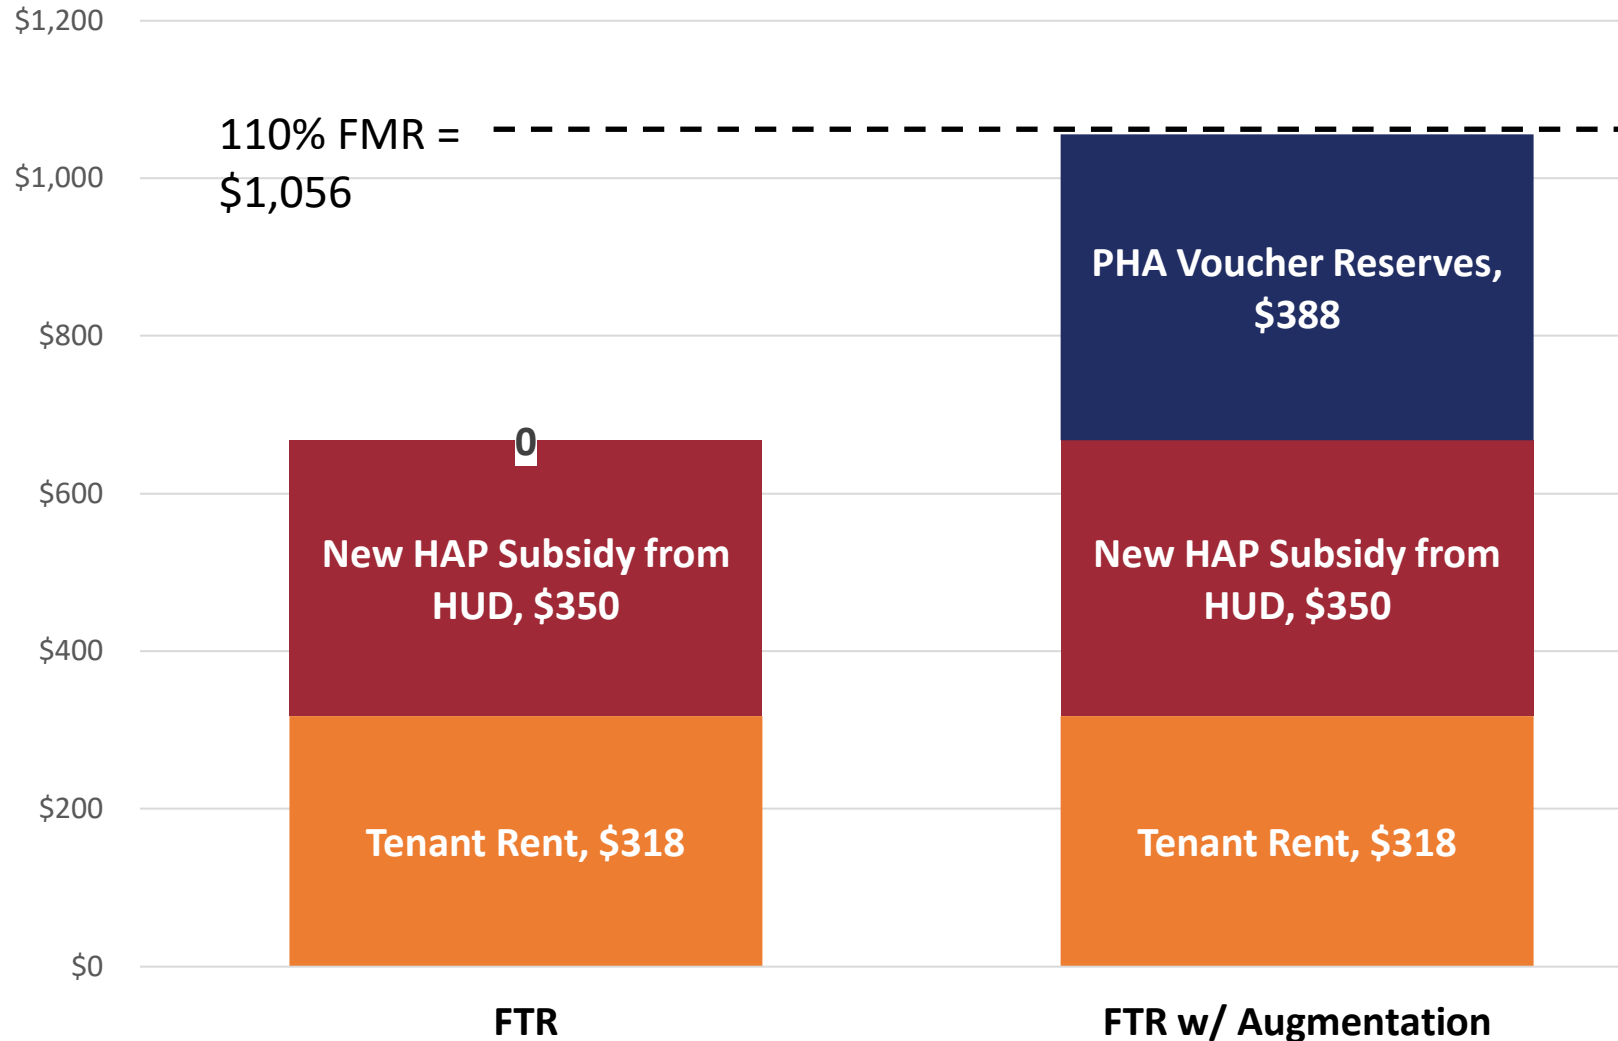 $1,200
110% FMR =
$1,056
$1,000
PHA Voucher Reserves,
$388
$800
0
$600
New HAP Subsidy from
HUD, $350
New HAP Subsidy from
HUD, $350
$400
$200
Tenant Rent, $318
Tenant Rent, $318
$0
FTR
FTR w/ Augmentation